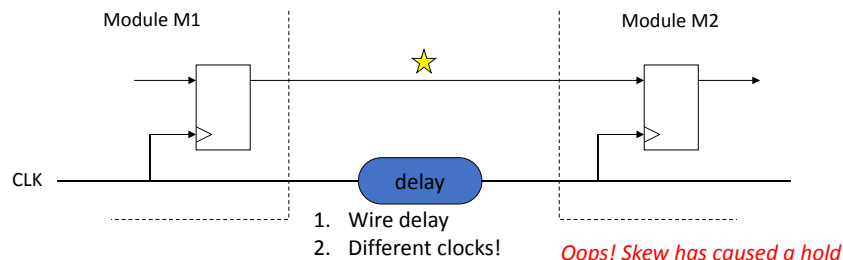 Module M1
Module M2
CLK
delay
1. Wire delay
2. Different clocks!
Oops! Skew has caused a hold